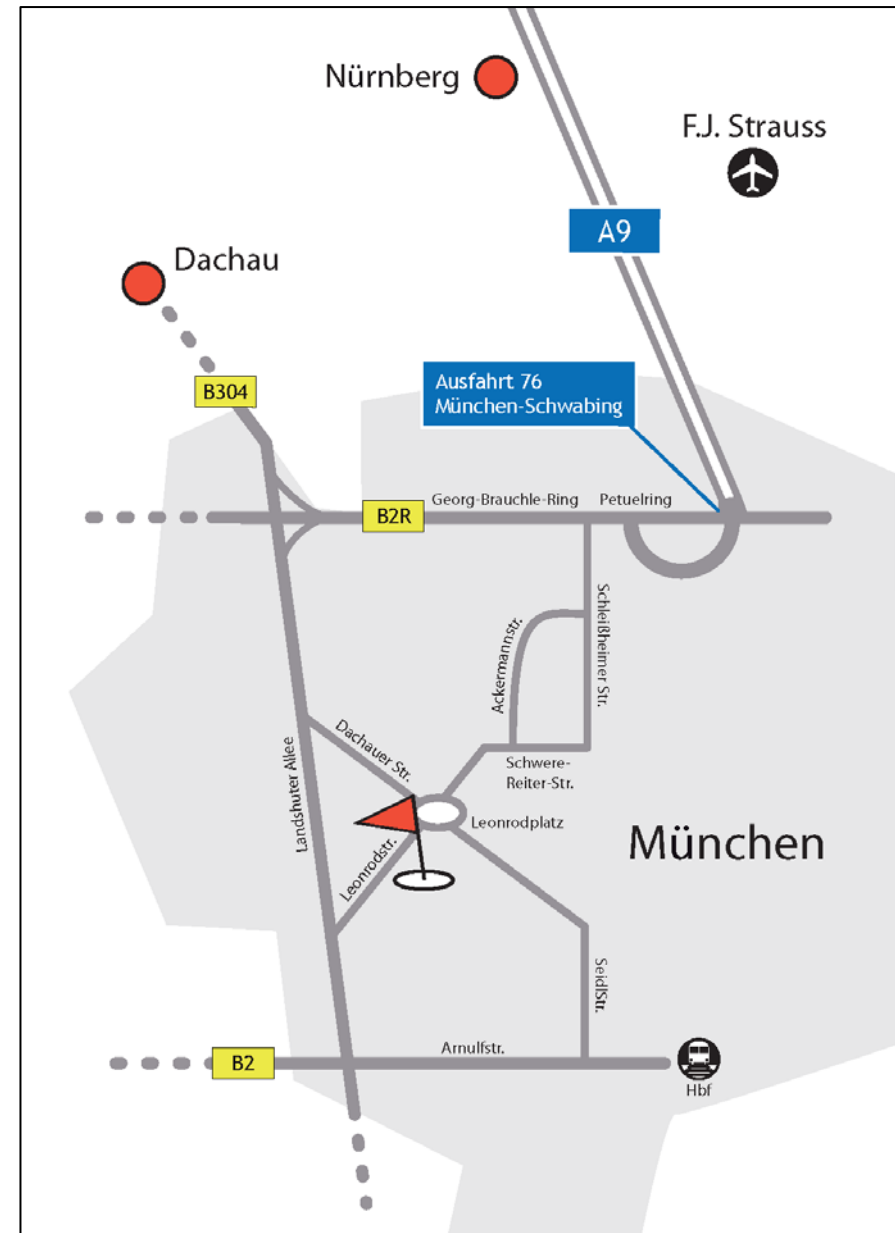 Nürnberg
F.J. Strauss
A9
Dachau
Ausfahrt 76
München-Schwabing
B304
Georg-Brauchle-Ring
Petuelring
B2R
Schleißheimer Str.
Ackermannstr.
Dachauer Str.
Schwere-
Reiter-Str.
Landshuter Allee
Leonrodplatz
München
Leonrodstr.
SeidlStr.
Arnulfstr.
B2
Hbf